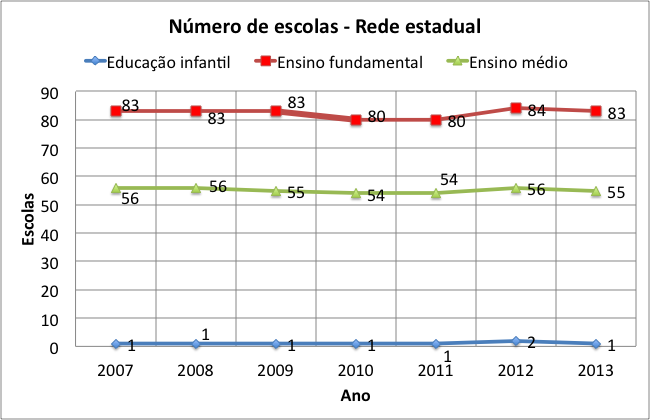 Número de escolas - Rede estadual
Educação infantil Ensino fundamental Ensino médio
90
80
70
60
50
40
30
20
10
0
Escolas
83 83 83 80 80 84 83
56 56 55 54 54 56 55
1 1 1 1 1 2 1
2007 2008 2009 2010 2011 2012 2013
Ano